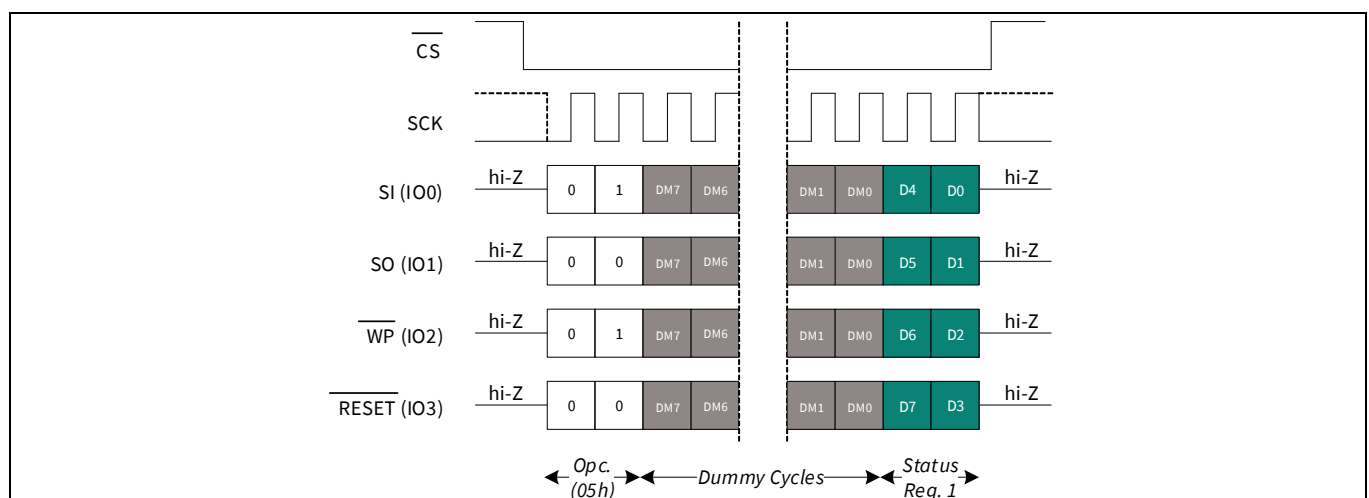 CS
SCK
SI (IO0) hi-Z 0 1 DM7 DM6 DM1 DM0 D4 D0 hi-Z
SO (IO1) hi-Z 0 0 DM7 DM6 DM1 DM0 D5 D1 hi-Z
WP (IO2) hi-Z 0 1 DM7 DM6 DM1 DM0 D6 D2 hi-Z
RESET (IO3) hi-Z 0 0 DM7 DM6 DM1 DM0 D7 D3 hi-Z
Opc. Dummy Cycles Status
(05h) Reg. 1